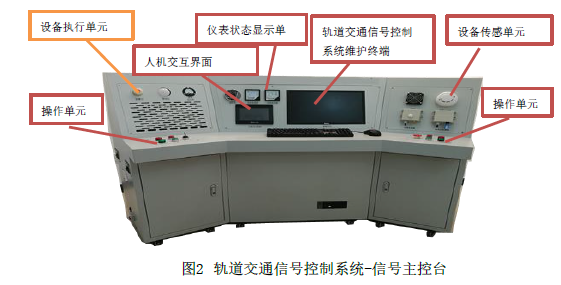 设备执行单元
仪表状态显示单
轨道交通信号控制
系统维护终端
设备传感单元
人机交互界面
操作单元
操作单元
图2 轨道交通信号控制系统-信号主控台